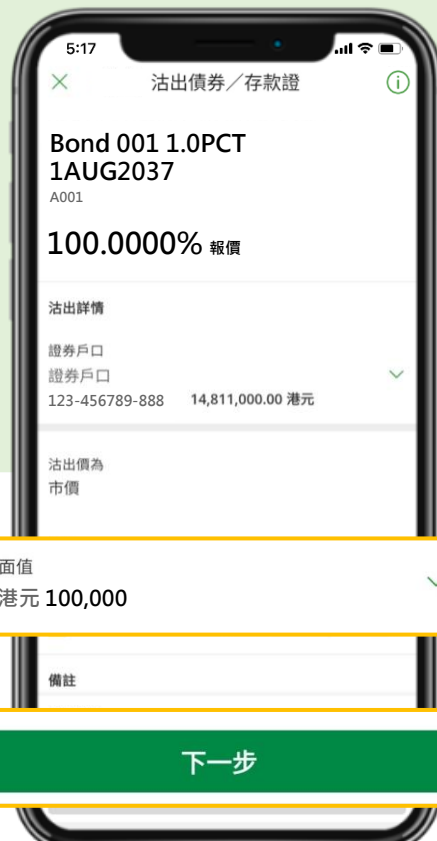 5:17
沽出債券／存款證
Bond 001 1.0PCT
1AUG2037
A001
100.0000% 報價
沽出詳情
證券戶口
證券戶口
123-456789-888 14,811,000.00 港元
沽出價為
市價
面值
港元 100,000
備註
下一步